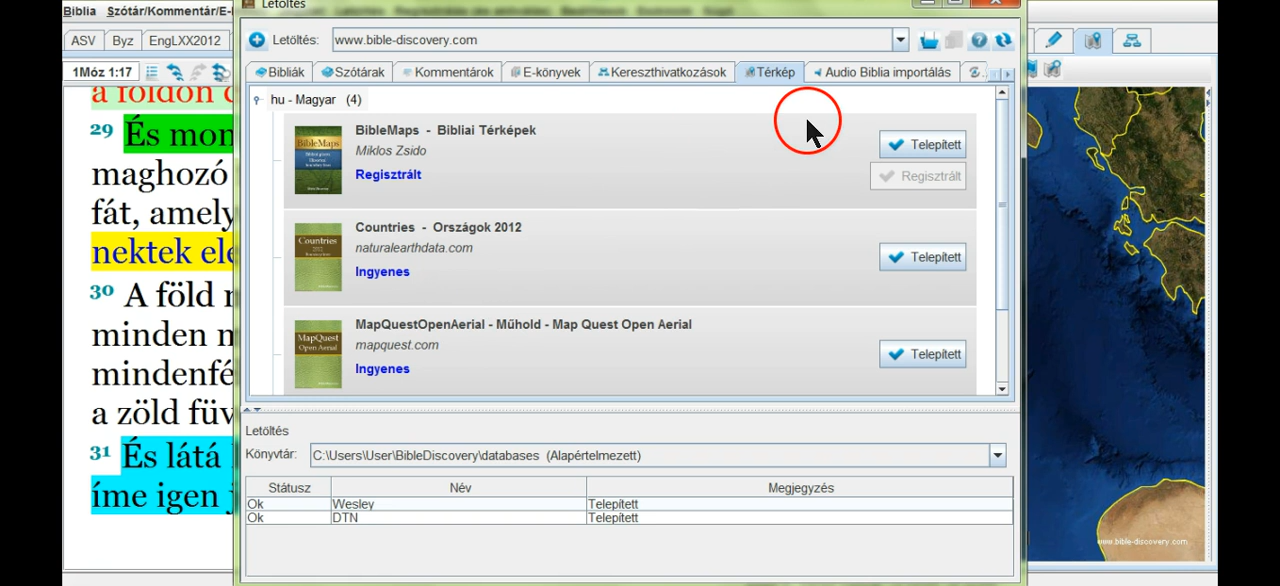 Letöltés
Biblia Szótár/Kommentár/E-
ASV Byz EngLXX2012
Letöltés: www.bible-discovery.com
1Móz 1:17
Bibliák Szótárak Kommentárok E-könyvek Kereszthivatkozások Térkép Audio Biblia importálás
hu - Magyar (4)
BibleMaps - Bibliai Térképek
Miklos Zsido
Regisztrált
Telepített
Regisztrált
BibleMaps
Countries - Országok 2012
naturalearthdata.com
Ingyenes
Telepített
Countries
MapQuestOpenAerial - Műhold - Map Quest Open Aerial
mapquest.com
Ingyenes
Telepített
MapQuest
Open Aerial
a földön
29 És mon
maghozó
fát, amely
nektek ele
30 A föld
minden
mindenfé
a zöld füv
31 És látá
íme igen
Letöltés
Könyvtár: C:\Users\User\BibleDiscovery\databases (Alapértelmezett)
Státusz Név Megjegyzés
Ok Wesley Telepített
Ok DTN Telepített
www.bible-discovery.com